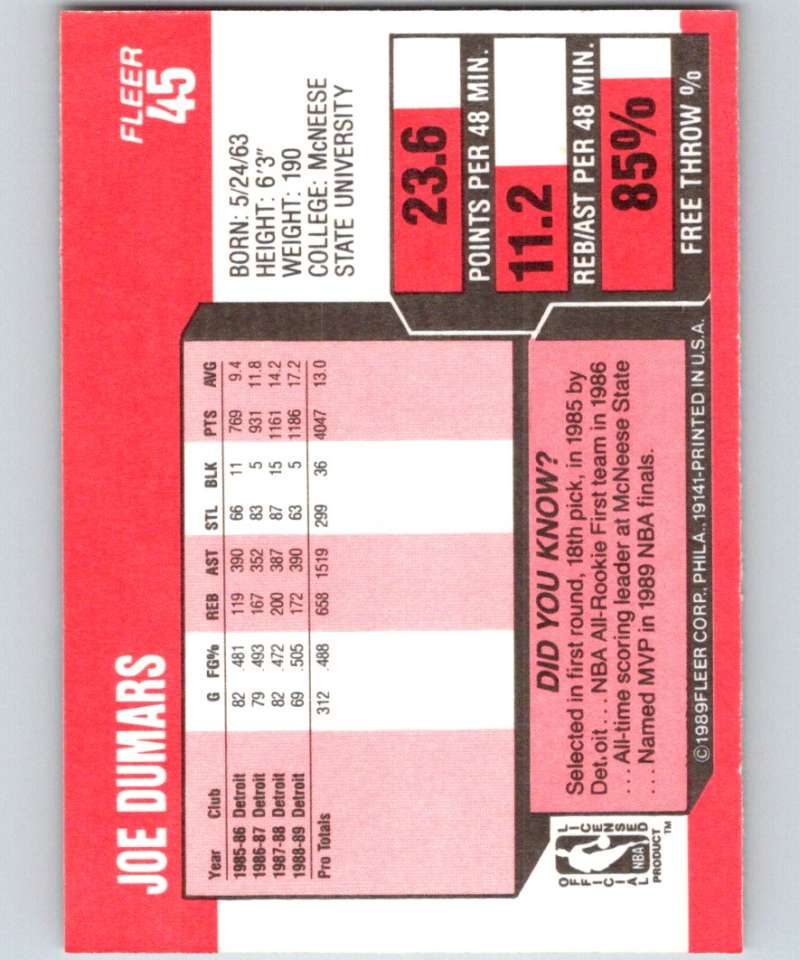 JOE DUMARS
FLEER
45
Year Club G FG% REB AST STL BLK PTS AVG
1985-86 Detroit 82 .481 119 390 66 11 769 9.4
1986-87 Detroit 79 .493 167 352 83 5 931 11.8
1987-88 Detroit 82 .472 200 387 87 15 1161 14.2
1988-89 Detroit 69 .505 172 390 63 5 1186 17.2
Pro Totals 312 .488 658 1519 299 36 4047 13.0
BORN: 5/24/63
HEIGHT: 6'3"
WEIGHT: 190
COLLEGE: McNEESE
STATE UNIVERSITY
23.6
POINTS PER 48 MIN.
11.2
REB/AST PER 48 MIN.
85%
FREE THROW %
DID YOU KNOW?
Selected in first round, 18th pick, in 1985 by
Det.oit... NBA All-Rookie First team in 1986
... All-time scoring leader at McNeese State
... Named MVP in 1989 NBA finals.
OFFICIAL LICENSED
NBA
PRODUCT™
©1989 FLEER CORP., PHILA., 19141-PRINTED IN U.S.A.